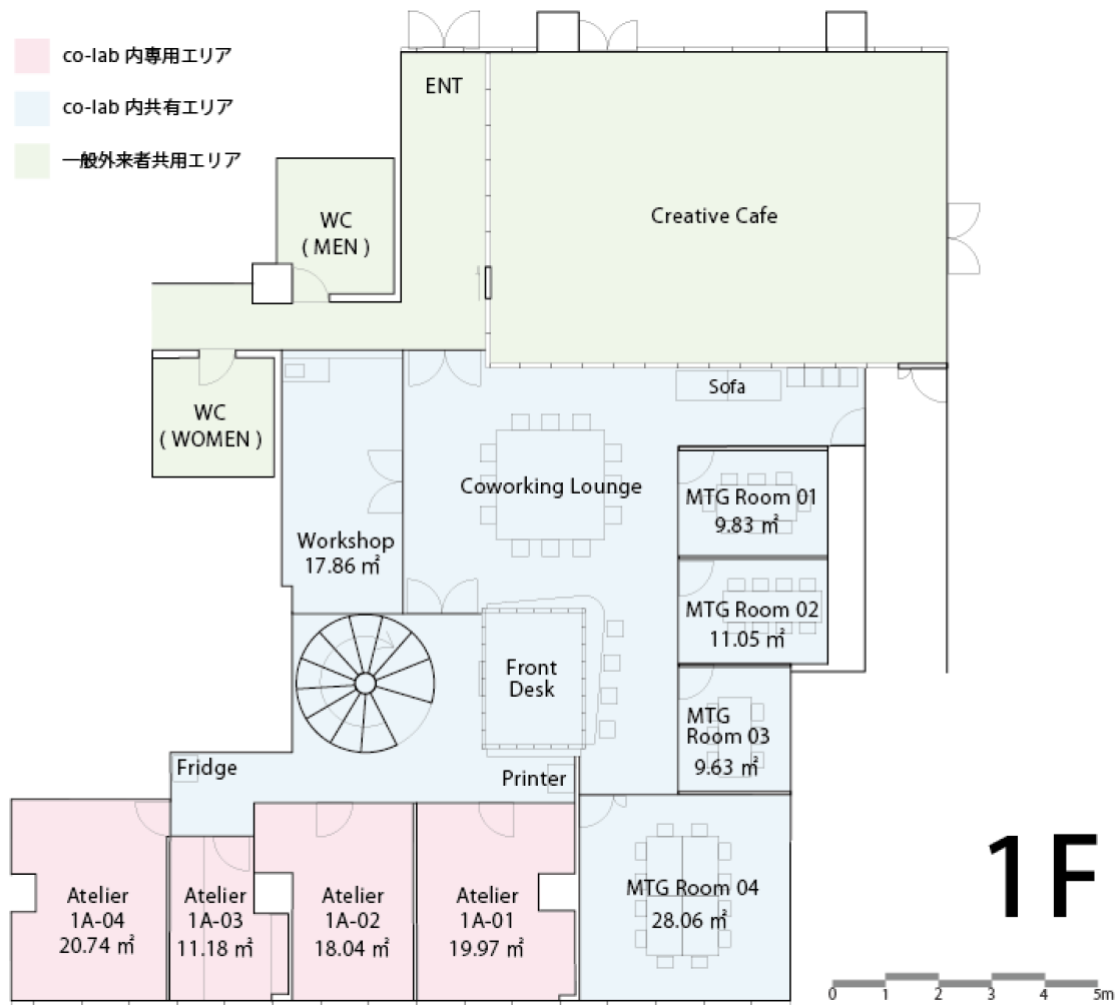 co-lab 内専用エリア
co-lab 内共有エリア
一般外来者共用エリア
ENT
WC
( MEN )
Creative Cafe
WC
( WOMEN )
Sofa
Coworking Lounge
MTG Room 01
9.83 ㎡
Workshop
17.86 ㎡
MTG Room 02
11.05 ㎡
Front
Desk
MTG
Room 03
9.63 ㎡
Fridge
Printer
Atelier
1A-04
20.74 ㎡
Atelier
1A-03
11.18 ㎡
Atelier
1A-02
18.04 ㎡
Atelier
1A-01
19.97 ㎡
MTG Room 04
28.06 ㎡
1F
0 1 2 3 4 5m